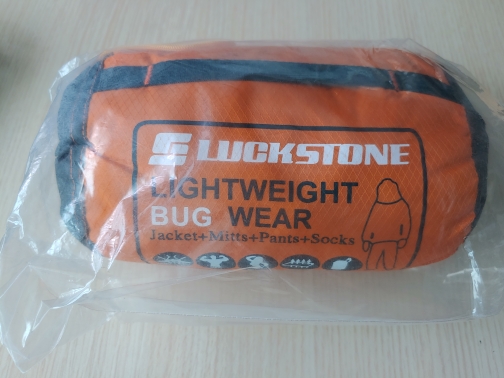 LUCKSTONE
LIGHTWEIGHT
BUG WEAR
Jacket+Mitts+Pants+Socks